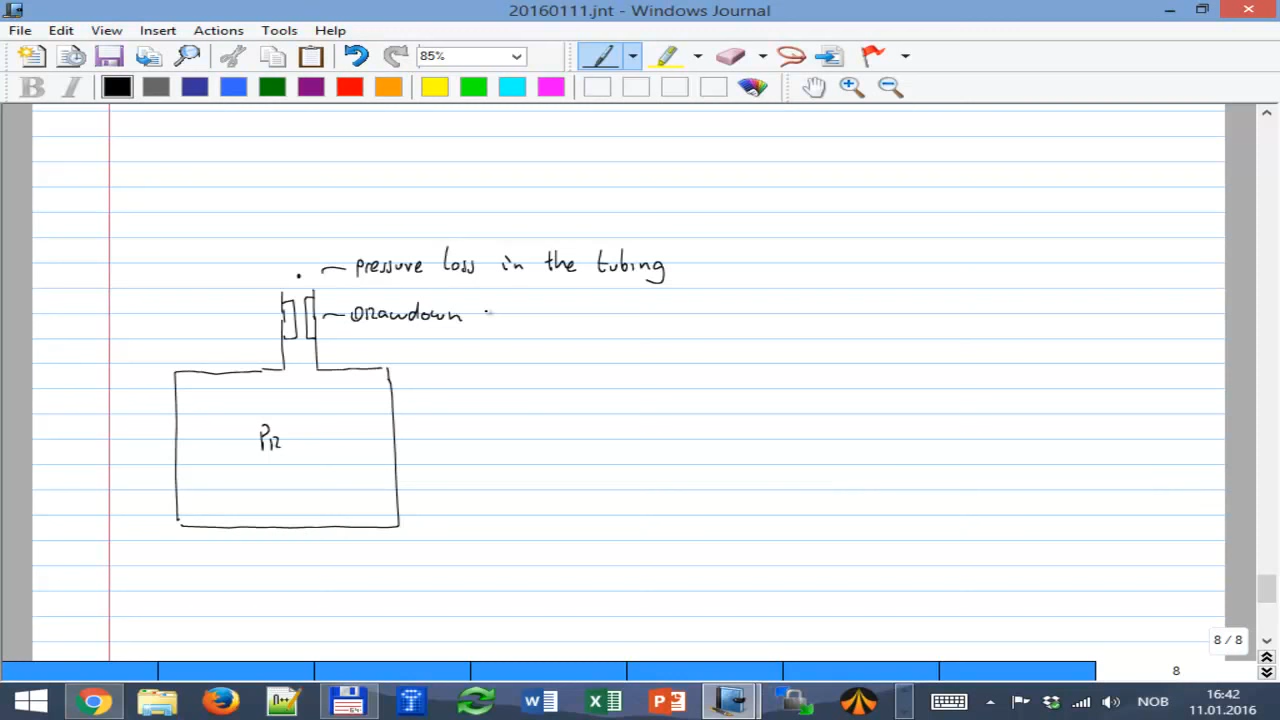 20160111.jnt - Windows Journal
File Edit View Insert Actions Tools Help
85%
B I
pressure loss in the tubing
Drawdown
PR
8 / 8
8
NOB
16:42
11.01.2016